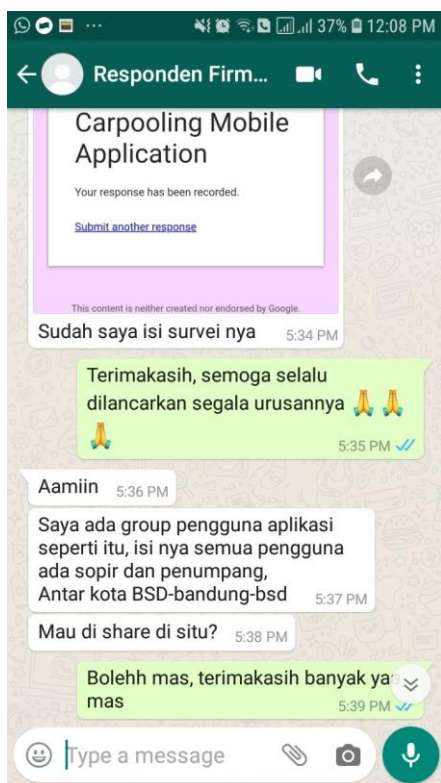 37% 12:08 PM
Responden Firm...
Carpooling Mobile
Application
Your response has been recorded.
Submit another response
This content is neither created nor endorsed by Google.
Sudah saya isi survei nya 5:34 PM
Terimakasih, semoga selalu
dilancarkan segala urusannya 🙏 🙏
🙏
5:35 PM
Aamiin 5:36 PM
Saya ada group pengguna aplikasi
seperti itu, isi nya semua pengguna
ada sopir dan penumpang,
Antar kota BSD-bandung-bsd 5:37 PM
Mau di share di situ? 5:38 PM
Bolehh mas, terimakasih banyak yaa
mas 5:39 PM
Type a message